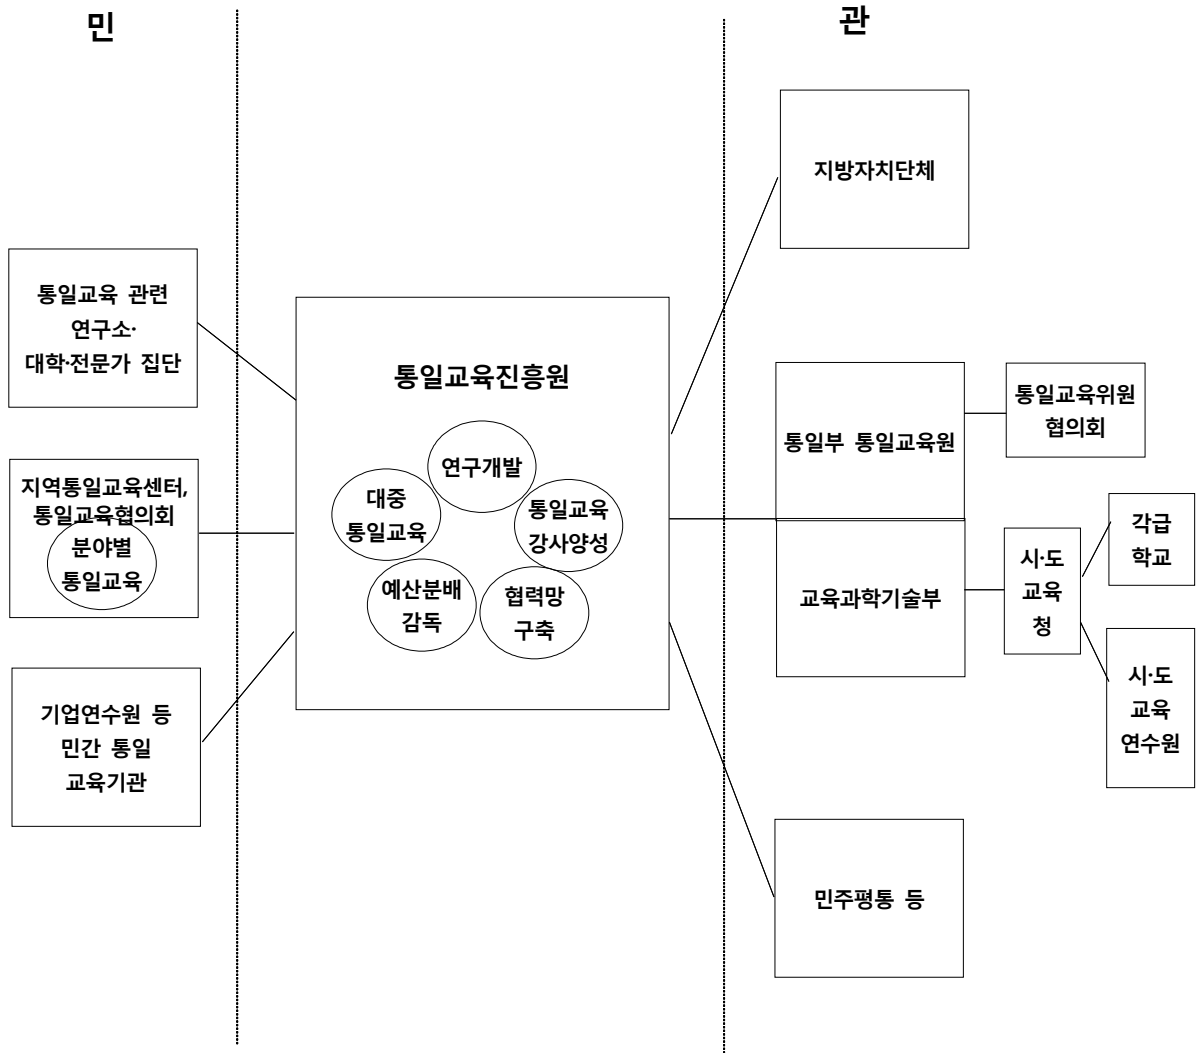 민
관
지방자치단체
통일교육 관련
연구소·
대학·전문가 집단
통일교육진흥원
연구개발
대중
통일교육
통일교육
강사양성
예산분배
감독
협력망
구축
지역통일교육센터,
통일교육협의회
분야별
통일교육
기업연수원 등
민간 통일
교육기관
통일부 통일교육원
통일교육위원
협의회
교육과학기술부
시·도
교육
청
각급
학교
시·도
교육
연수원
민주평통 등